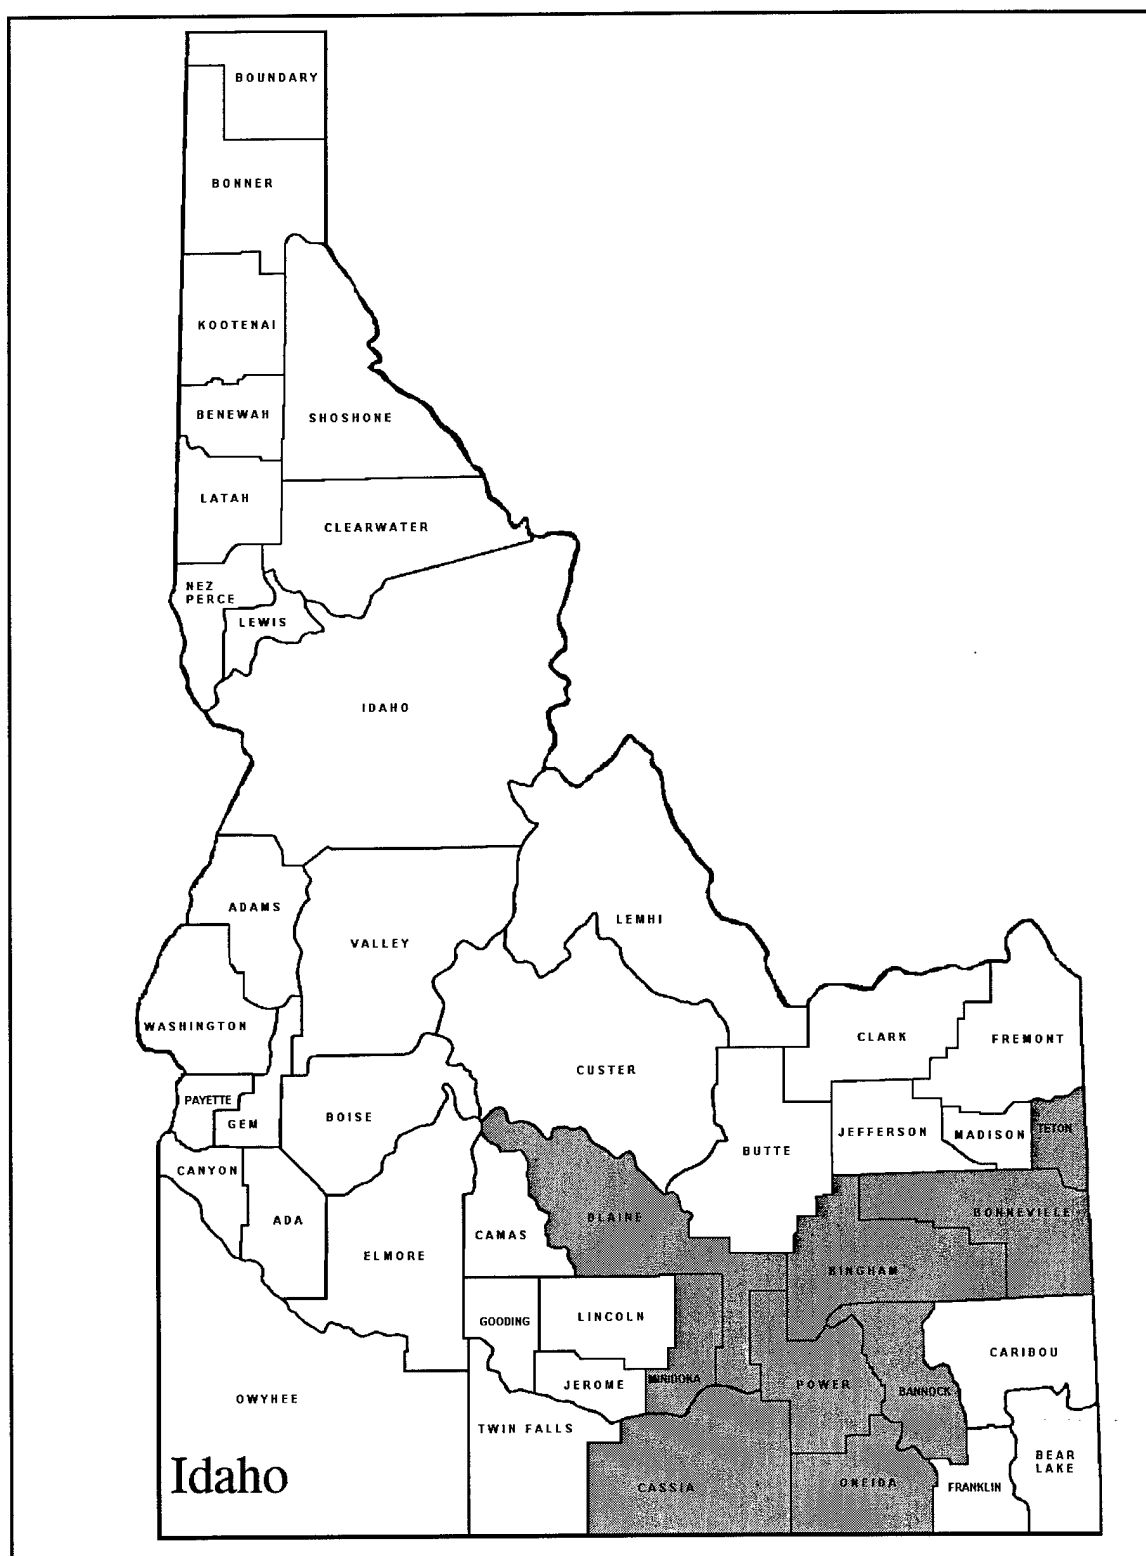 BOUNDARY
BONNER
KOOTENAI
BENEWAH
SHOSHONE
LATAH
CLEARWATER
NEZ
PERCE
LEWIS
IDAHO
ADAMS
LEMHI
VALLEY
WASHINGTON
CLARK
FREMONT
CUSTER
PAYETTE
GEM
BOISE
JEFFERSON
MADISON
TETON
BUTTE
CANYON
ADA
BLAINE
BONNEVILLE
CAMAS
ELMORE
BINGHAM
GOODING
LINCOLN
CARIBOU
JEROME
MINIDOKA
POWER
BANNOCK
OWYHEE
TWIN FALLS
BEAR
LAKE
Idaho
CASSIA
ONEIDA
FRANKLIN